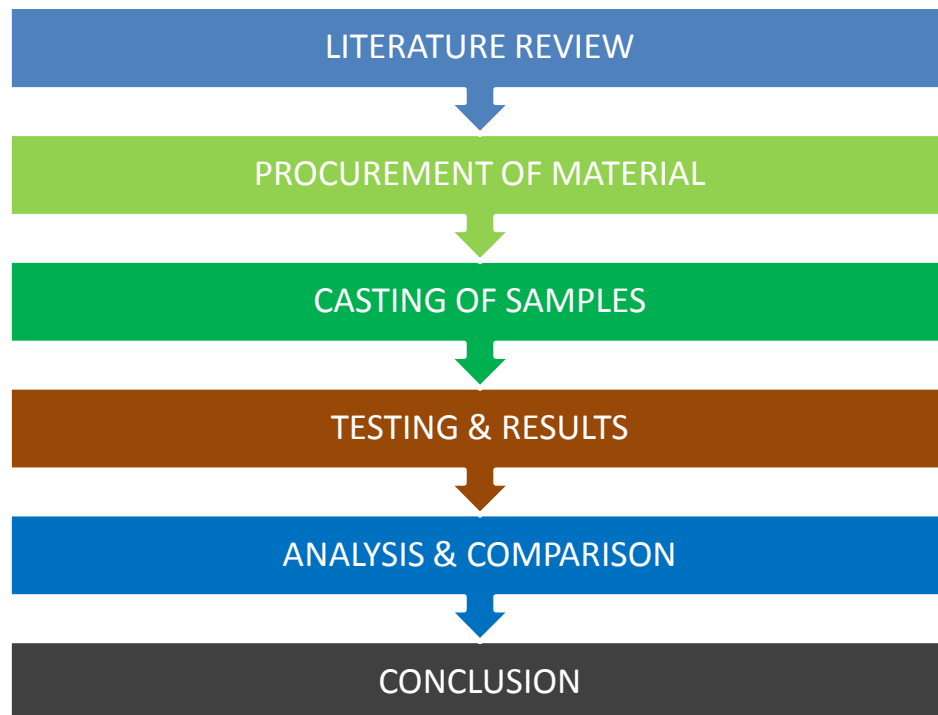 LITERATURE REVIEW
PROCUREMENT OF MATERIAL
CASTING OF SAMPLES
TESTING & RESULTS
ANALYSIS & COMPARISON
CONCLUSION